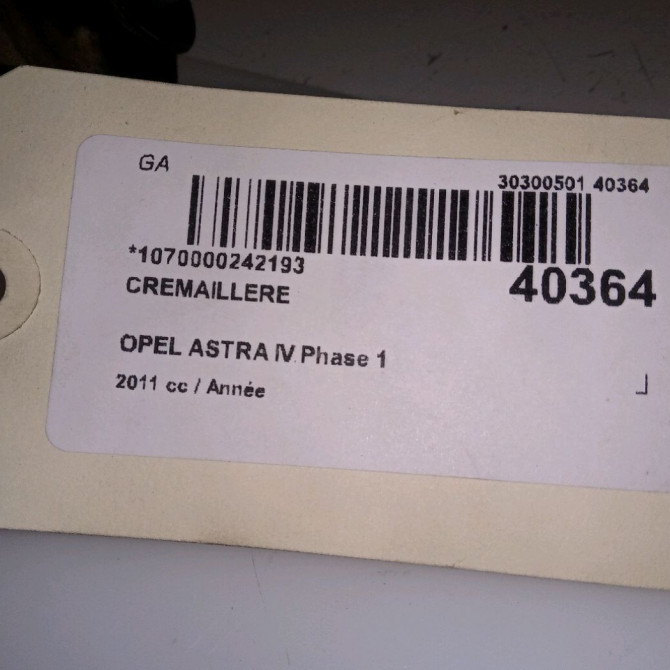 GA
30300501 40364
*1070000242193
40364
CREMAILLERE
OPEL ASTRA IV Phase 1
2011 cc / Année